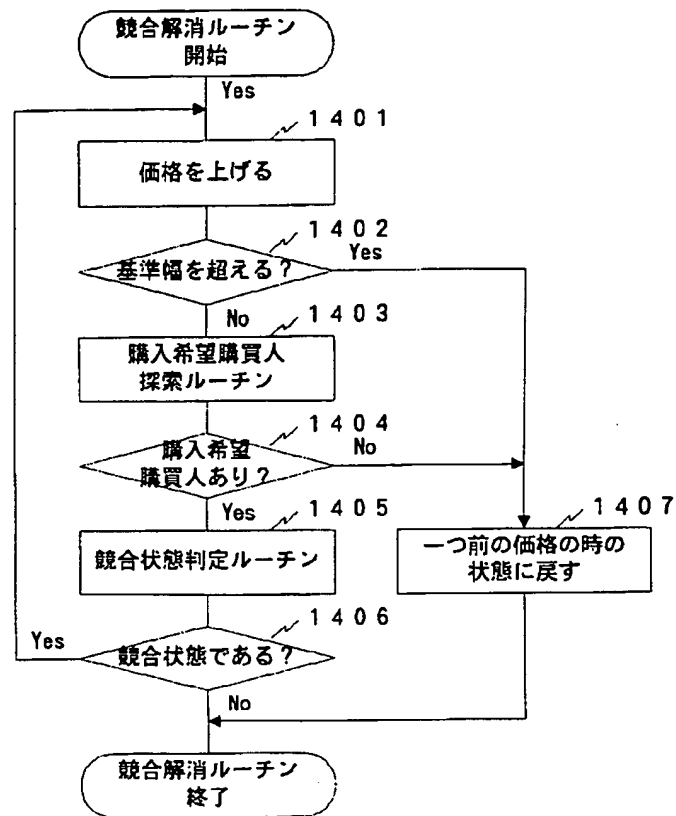 競合解消ルーチン
開始
Yes
1401
価格を上げる
1402
基準幅を超える?
Yes
No
1403
購入希望購買人
探索ルーチン
1404
購入希望
購買人あり?
No
Yes
1405
競合状態判定ルーチン
1407
一つ前の価格の時の
状態に戻す
1406
競合状態である?
Yes
No
競合解消ルーチン
終了